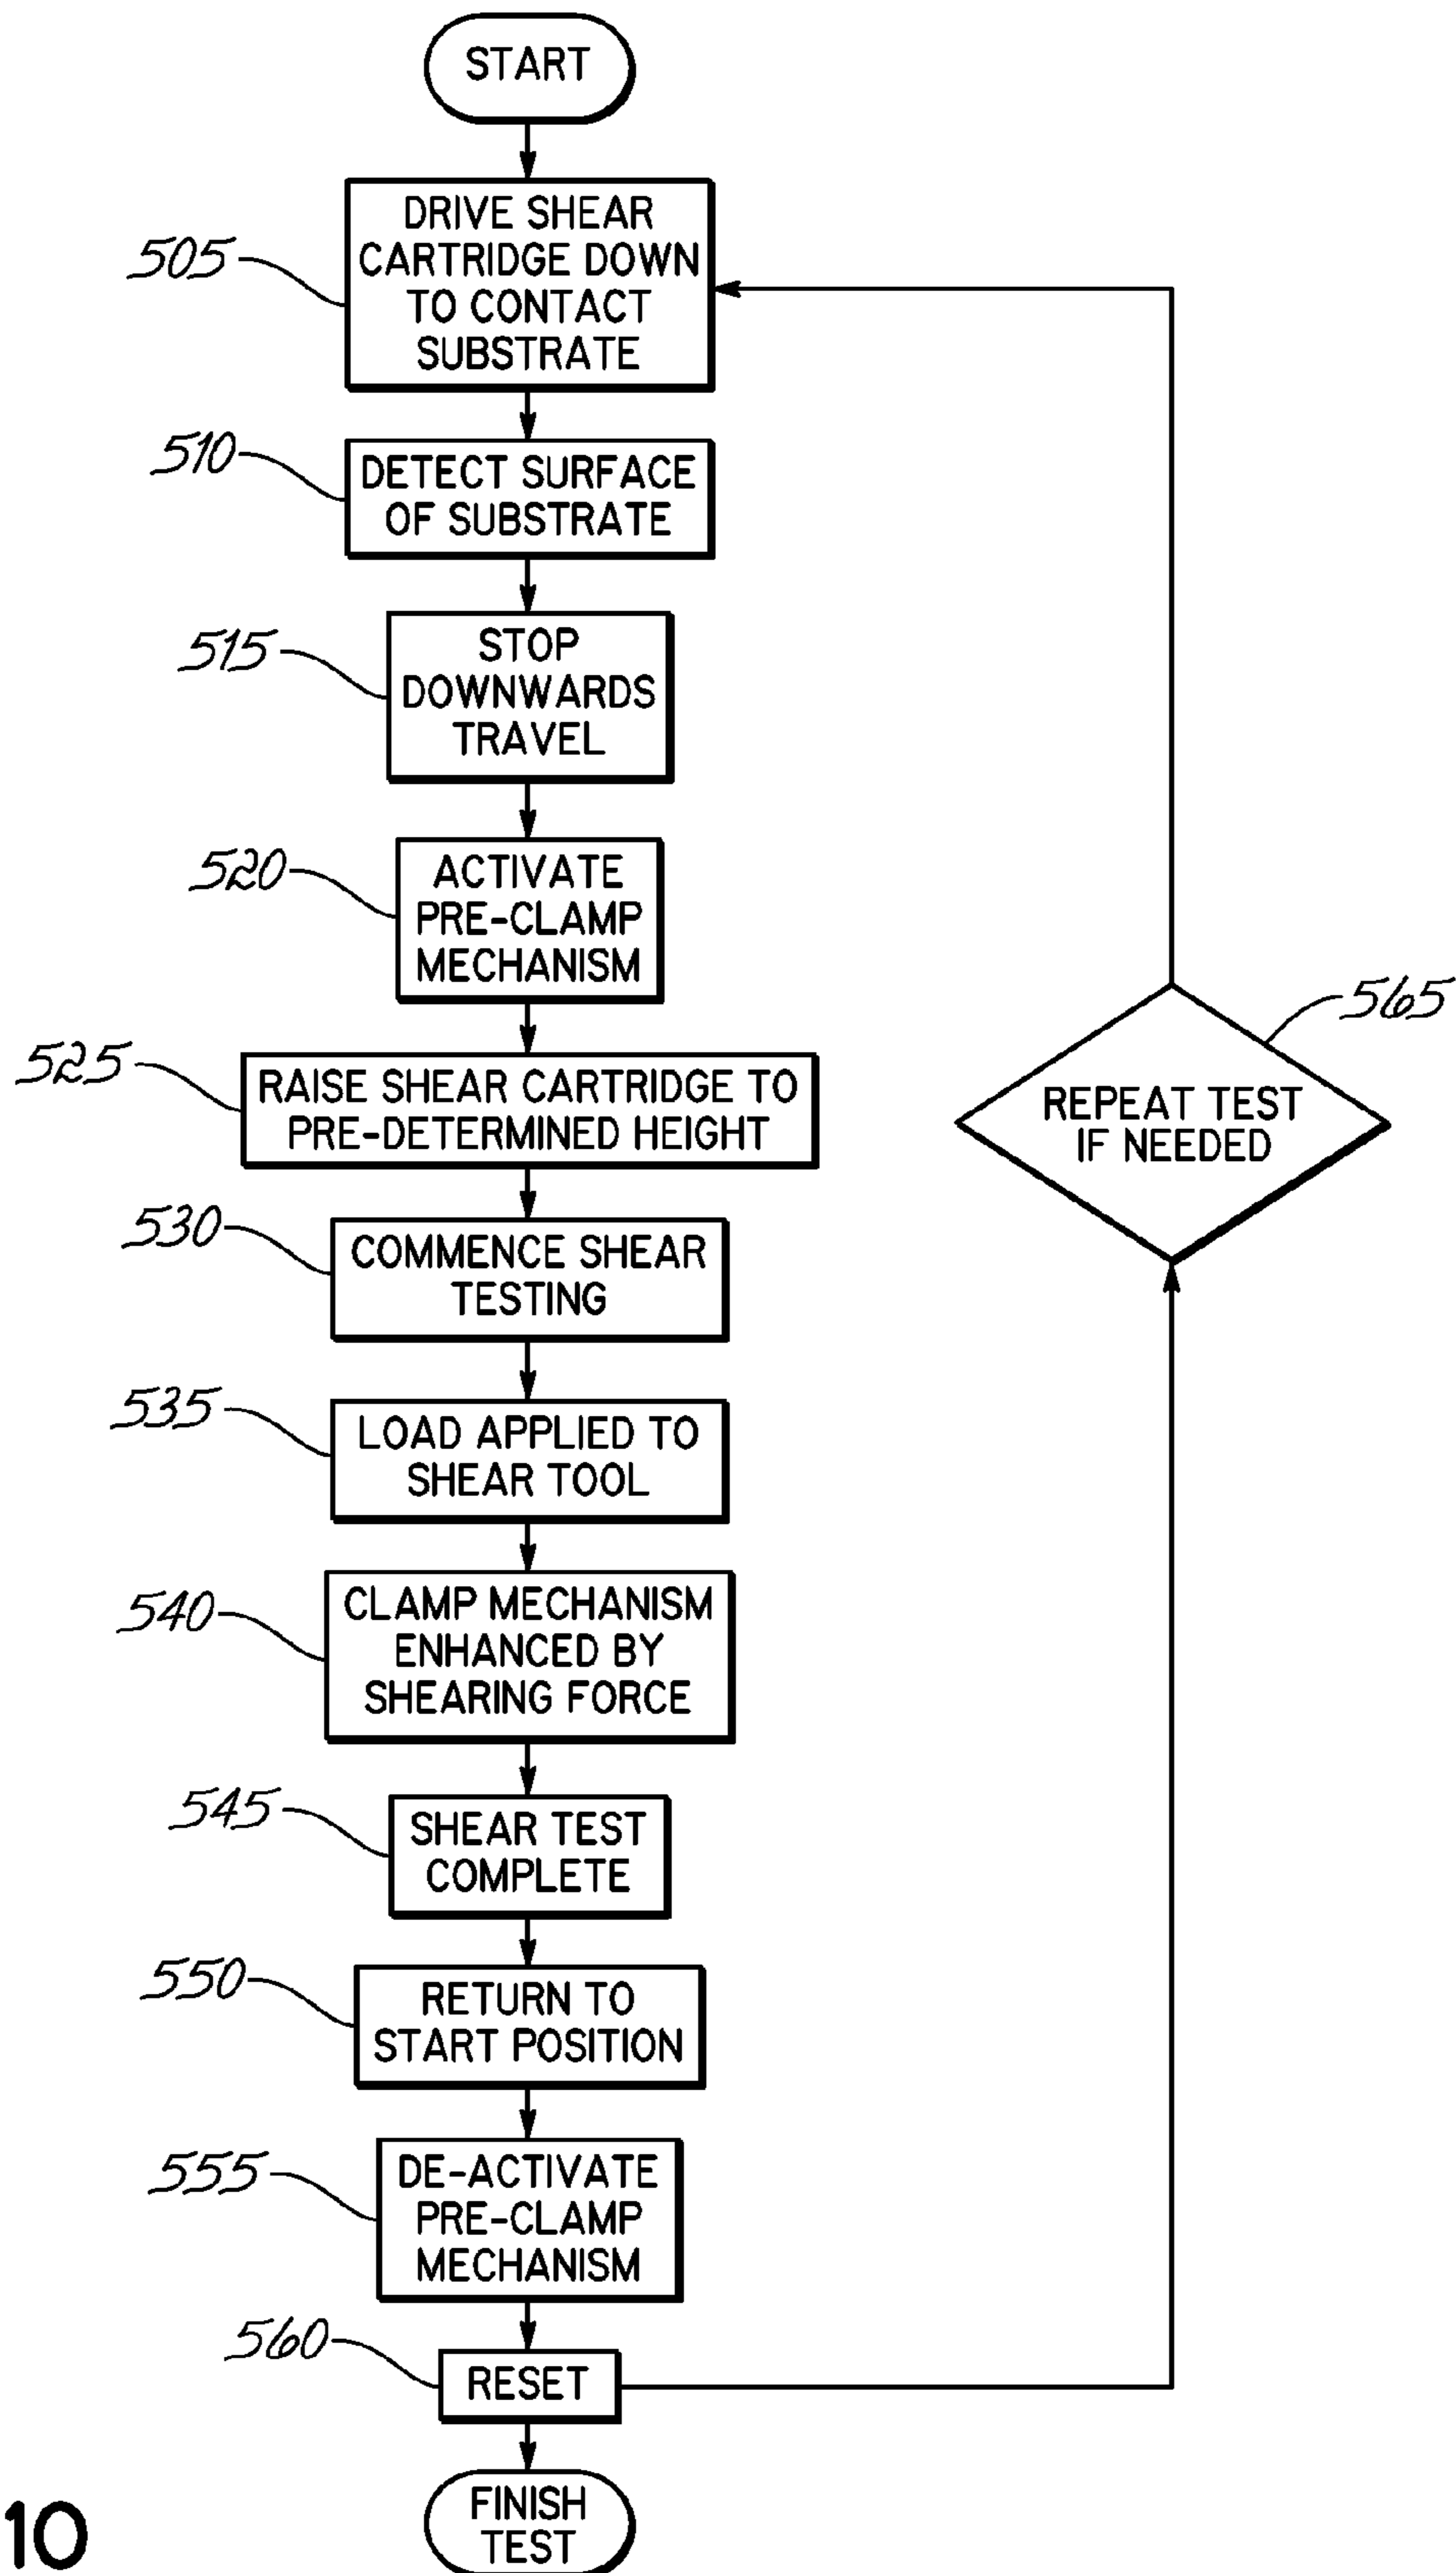 START
505
DRIVE SHEAR
CARTRIDGE DOWN
TO CONTACT
SUBSTRATE
510
DETECT SURFACE
OF SUBSTRATE
515
STOP
DOWNWARDS
TRAVEL
520
ACTIVATE
PRE-CLAMP
MECHANISM
525
RAISE SHEAR CARTRIDGE TO
PRE-DETERMINED HEIGHT
530
COMMENCE SHEAR
TESTING
535
LOAD APPLIED TO
SHEAR TOOL
540
CLAMP MECHANISM
ENHANCED BY
SHEARING FORCE
545
SHEAR TEST
COMPLETE
550
RETURN TO
START POSITION
555
DE-ACTIVATE
PRE-CLAMP
MECHANISM
560
RESET
FINISH
TEST
565
REPEAT TEST
IF NEEDED
10